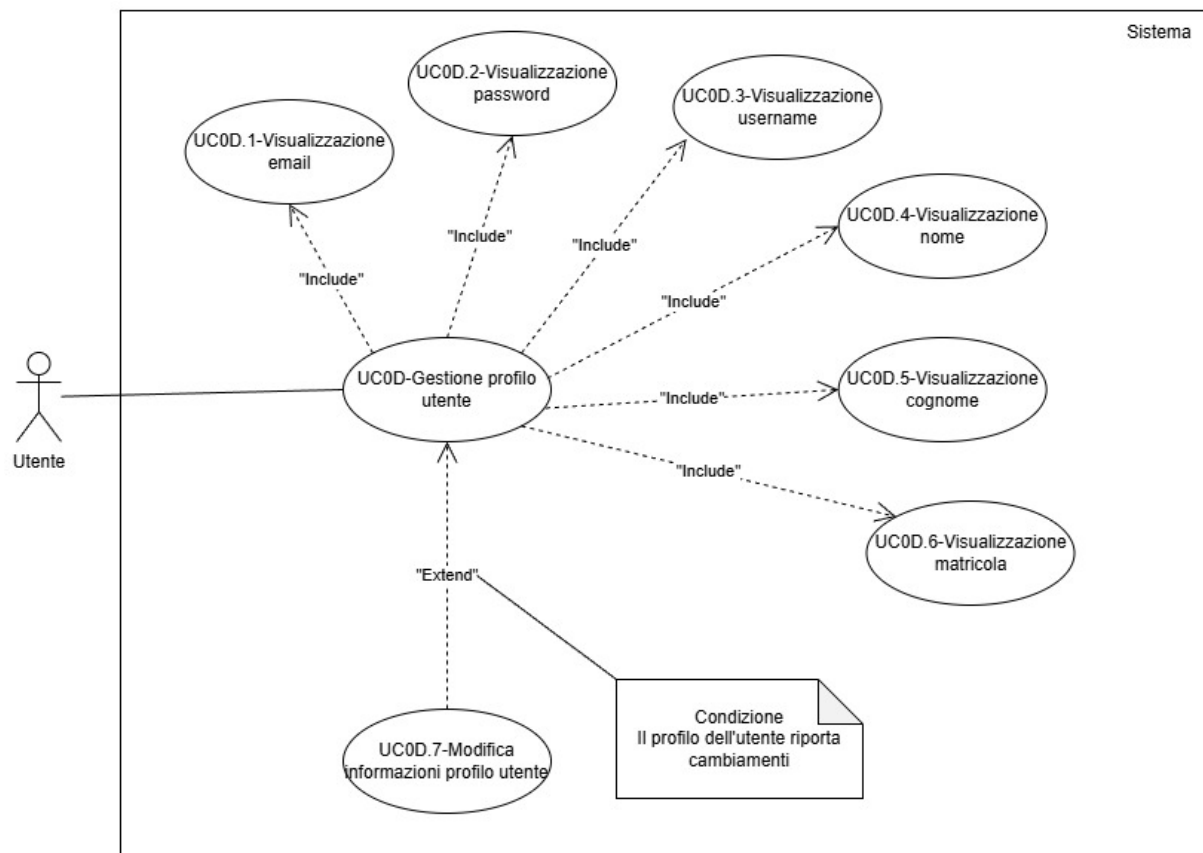 Sistema
UC0D.2-Visualizzazione
password
UC0D.3-Visualizzazione
username
UC0D.1-Visualizzazione
email
UC0D.4-Visualizzazione
nome
"Include"
"Include"
"Include"
"Include"
UC0D-Gestione profilo
utente
UC0D.5-Visualizzazione
cognome
"Include"
Utente
"Include"
UC0D.6-Visualizzazione
matricola
"Extend"
Condizione
Il profilo dell'utente riporta
cambiamenti
UC0D.7-Modifica
informazioni profilo utente